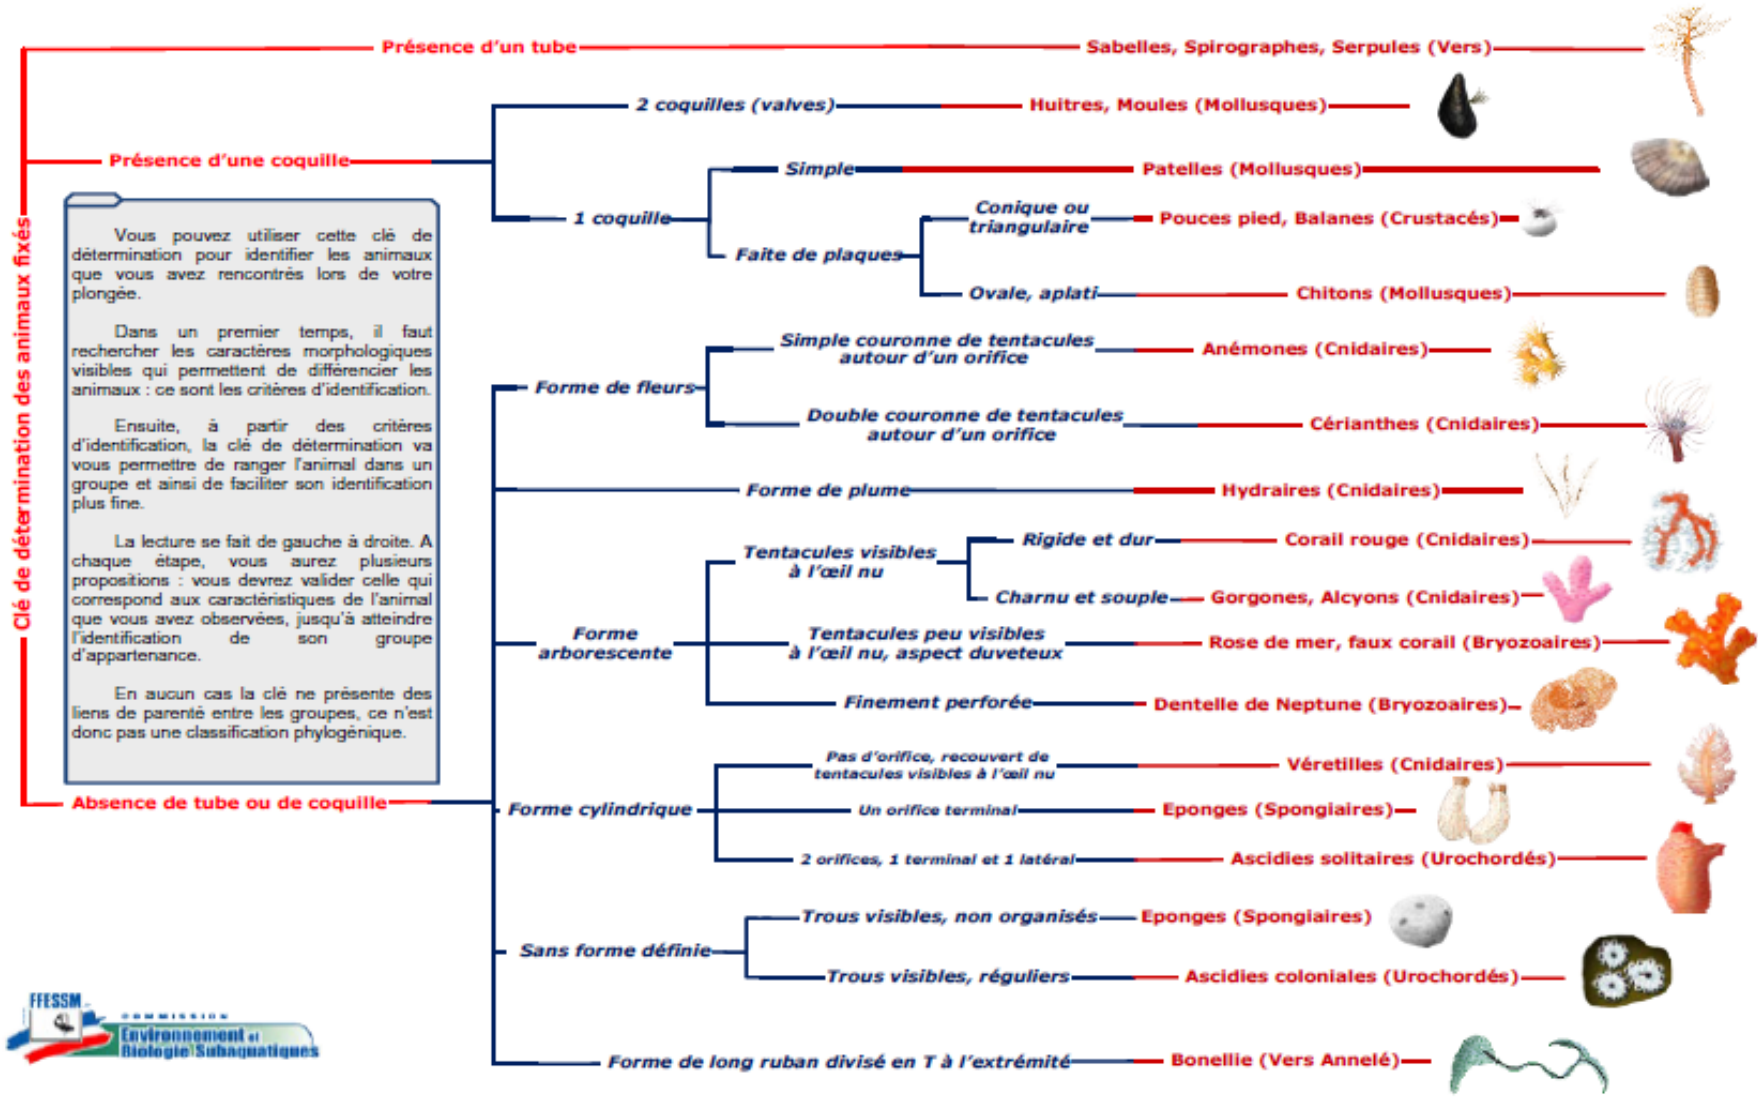 Clé de détermination des animaux fixés
Présence d'un tube
Sabelles, Spirographes, Serpules (Vers)
Présence d'une coquille
2 coquilles (valves)
Huitres, Moules (Mollusques)
1 coquille
Simple
Patelles (Mollusques)
Faite de plaques
Conique ou
triangulaire
Pouces pied, Balanes (Crustacés)
Ovale, aplati
Chitons (Mollusques)
Vous pouvez utiliser cette clé de
détermination pour identifier les animaux
que vous avez rencontrés lors de votre
plongée.
Dans un premier temps, il faut
rechercher les caractères morphologiques
visibles qui permettent de différencier les
animaux : ce sont les critères d'identification.
Ensuite, à partir des critères
d'identification, la clé de détermination va
vous permettre de ranger l'animal dans un
groupe et ainsi de faciliter son identification
plus fine.
La lecture se fait de gauche à droite. A
chaque étape, vous aurez plusieurs
propositions : vous devrez valider celle qui
correspond aux caractéristiques de l'animal
que vous avez observées, jusqu'à atteindre
l'identification de son groupe
d'appartenance.
En aucun cas la clé ne présente des
liens de parenté entre les groupes, ce n'est
donc pas une classification phylogénique.
Absence de tube ou de coquille
Forme de fleurs
Simple couronne de tentacules
autour d'un orifice
Anémones (Cnidaires)
Double couronne de tentacules
autour d'un orifice
Cérianthes (Cnidaires)
Forme de plume
Hydraires (Cnidaires)
Forme
arborescente
Tentacules visibles
à l'œil nu
Rigide et dur
Corail rouge (Cnidaires)
Charnu et souple
Gorgones, Alcyons (Cnidaires)
Tentacules peu visibles
à l'œil nu, aspect duveteux
Rose de mer, faux corail (Bryozoaires)
Finement perforée
Dentelle de Neptune (Bryozoaires)
Forme cylindrique
Pas d'orifice, recouvert de
tentacules visibles à l'œil nu
Véretilles (Cnidaires)
Un orifice terminal
Eponges (Spongiaires)
2 orifices, 1 terminal et 1 latéral
Ascidies solitaires (Urochordés)
Sans forme définie
Trous visibles, non organisés
Eponges (Spongiaires)
Trous visibles, réguliers
Ascidies coloniales (Urochordés)
Forme de long ruban divisé en T à l'extrémité
Bonellie (Vers Annelé)
FFESSM
COMMISSION
Environnement et
Biologie Subaquatiques